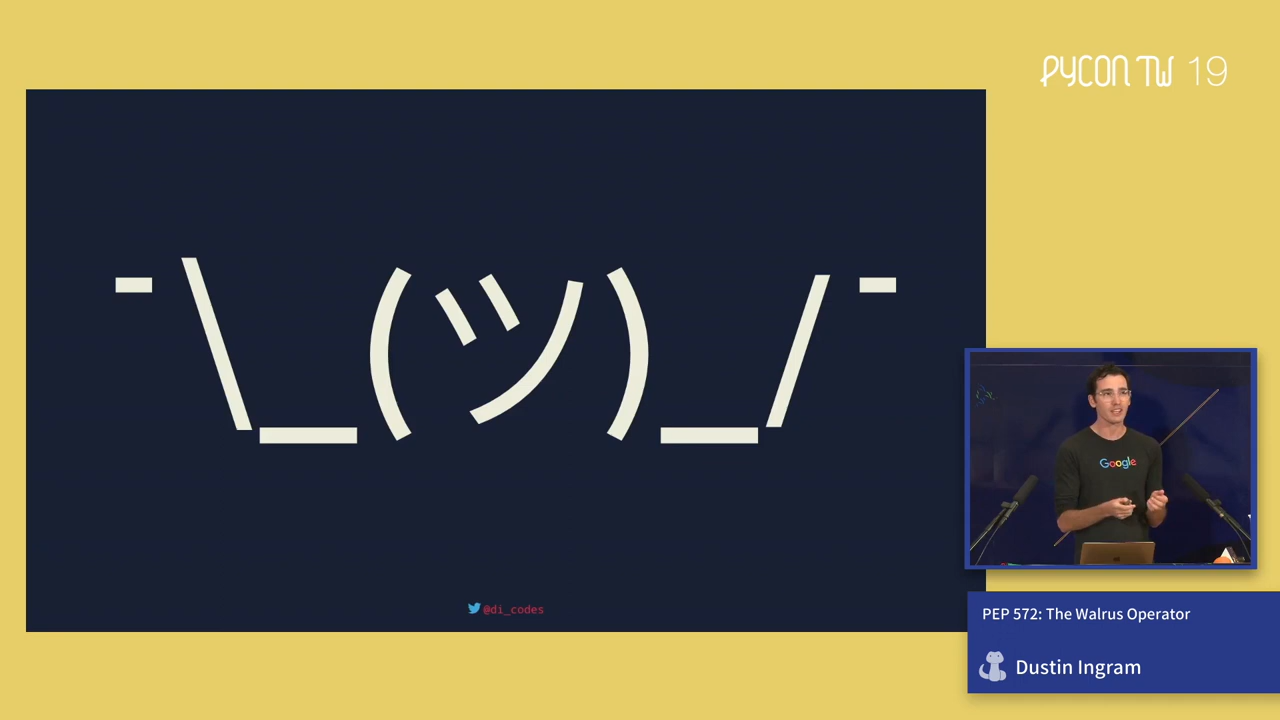 PYCON TW 19
¯\_(ツ)_/¯
Google
@di_codes
PEP 572: The Walrus Operator
Dustin Ingram